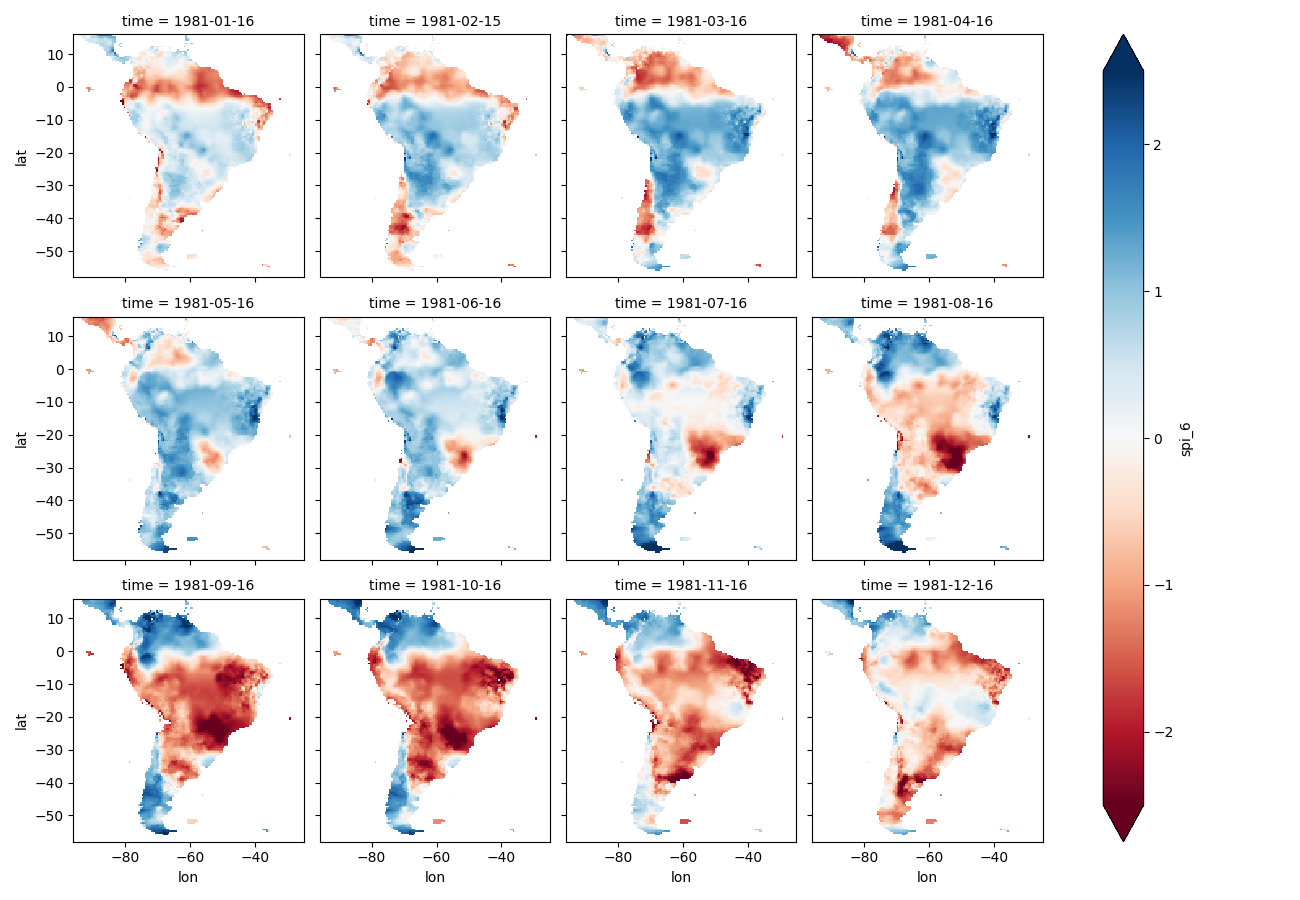 time = 1981-01-16
time = 1981-02-15
time = 1981-03-16
time = 1981-04-16
10
0
−10
−20
−30
−40
−50
lat
time = 1981-05-16
time = 1981-06-16
time = 1981-07-16
time = 1981-08-16
10
0
−10
−20
−30
−40
−50
lat
time = 1981-09-16
time = 1981-10-16
time = 1981-11-16
time = 1981-12-16
10
0
−10
−20
−30
−40
−50
lat
−80 −60 −40
lon
−80 −60 −40
lon
−80 −60 −40
lon
−80 −60 −40
lon
2
1
0
−1
−2
spi_6